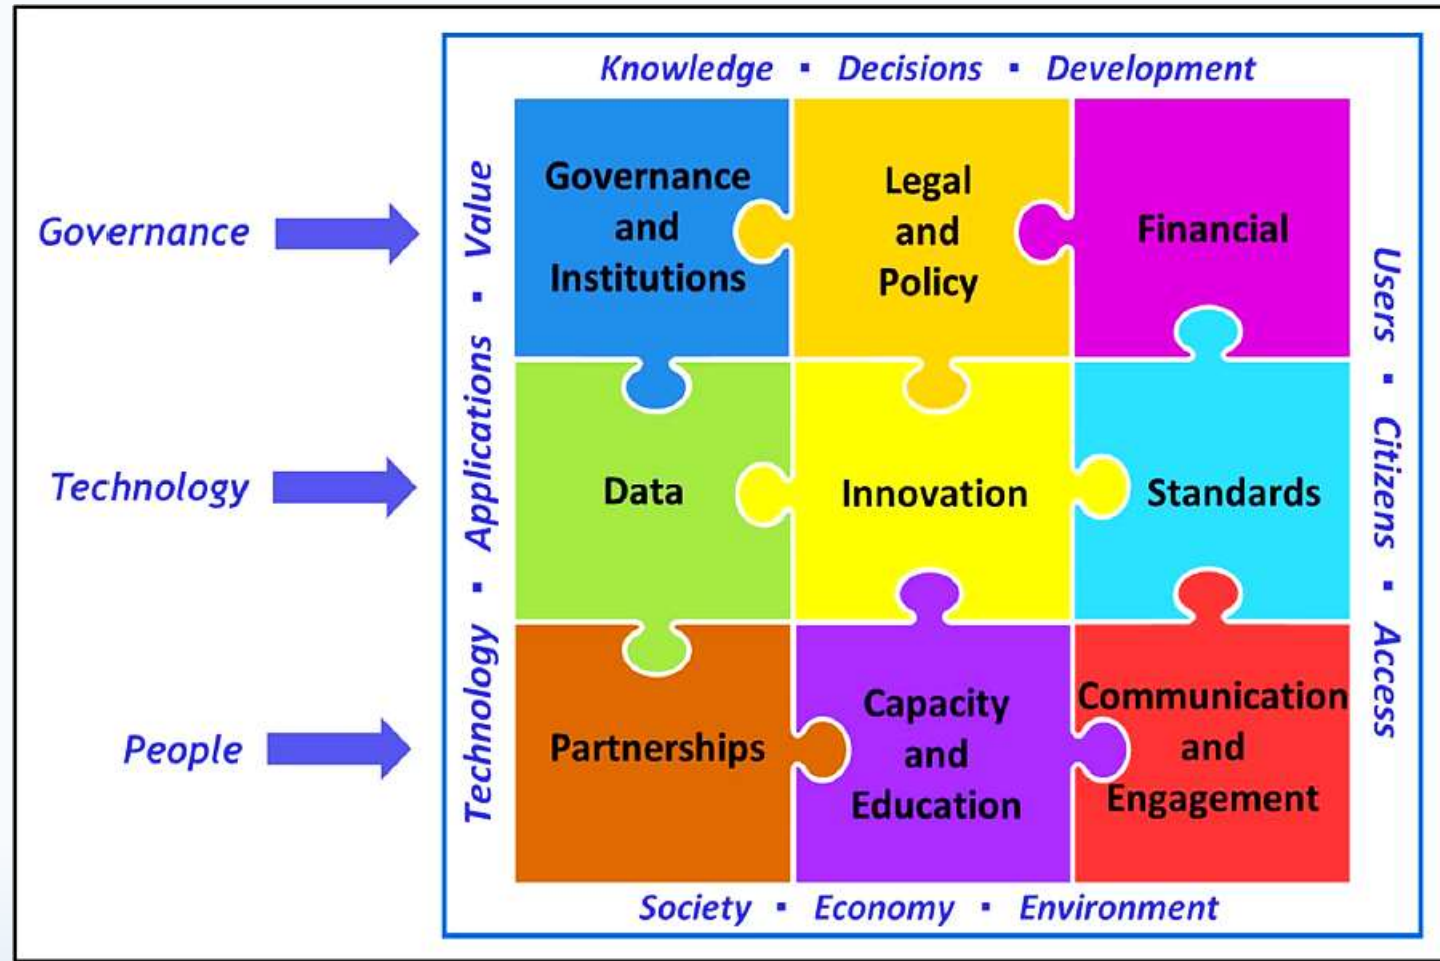 Knowledge ▪ Decisions ▪ Development
Governance
Technology
People
Technology ▪ Applications ▪ Value
Governance
and
Institutions
Legal
and
Policy
Financial
Data
Innovation
Standards
Partnerships
Capacity
and
Education
Communication
and
Engagement
Users ▪ Citizens ▪ Access
Society ▪ Economy ▪ Environment